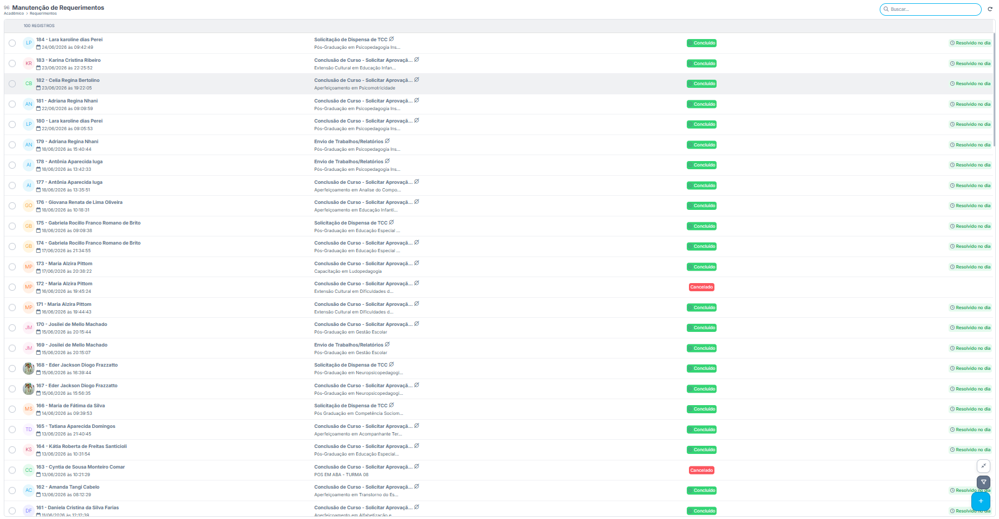 96 Manutenção de Requerimentos
Acadêmico > Requerimentos
Buscar...
100 REGISTROS
LP 184 - Lara karoline dias Perei Solicitação de Dispensa de TCC Concluído Resolvido no dia
24/06/2026 às 09:42:49 Pós-Graduação em Psicopedagogia Ins...
KR 183 - Karina Cristina Ribeiro Conclusão de Curso - Solicitar Aprovaçã... Concluído Resolvido no dia
23/06/2026 às 22:25:52 Extensão Cultural em Educação Infan...
CB 182 - Celia Regina Bertolino Conclusão de Curso - Solicitar Aprovaçã... Concluído Resolvido no dia
23/06/2026 às 19:22:05 Aperfeiçoamento em Psicomotricidade
AN 181 - Adriana Regina Nhani Conclusão de Curso - Solicitar Aprovaçã... Concluído Resolvido no dia
22/06/2026 às 09:09:59 Pós-Graduação em Psicopedagogia Ins...
LP 180 - Lara karoline dias Perei Conclusão de Curso - Solicitar Aprovaçã... Concluído Resolvido no dia
22/06/2026 às 09:05:53 Pós-Graduação em Psicopedagogia Ins...
AN 179 - Adriana Regina Nhani Envio de Trabalhos/Relatórios Concluído Resolvido no dia
18/06/2026 às 15:40:44 Pós-Graduação em Psicopedagogia Ins...
AI 178 - Antônia Aparecida Iuga Envio de Trabalhos/Relatórios Concluído Resolvido no dia
18/06/2026 às 13:42:33 Pós-Graduação em Psicopedagogia Ins...
AI 177 - Antônia Aparecida Iuga Conclusão de Curso - Solicitar Aprovaçã... Concluído Resolvido no dia
18/06/2026 às 13:35:51 Aperfeiçoamento em Analise do Compo...
GO 176 - Giovana Renata de Lima Oliveira Conclusão de Curso - Solicitar Aprovaçã... Concluído Resolvido no dia
18/06/2026 às 10:18:31 Aperfeiçoamento em Educação Infanti...
GB 175 - Gabriela Rocillo Franco Romano de Brito Solicitação de Dispensa de TCC Concluído Resolvido no dia
18/06/2026 às 09:09:38 Pós-Graduação em Educação Especial ...
GB 174 - Gabriela Rocillo Franco Romano de Brito Conclusão de Curso - Solicitar Aprovaçã... Concluído Resolvido no dia
17/06/2026 às 21:34:55 Pós-Graduação em Educação Especial ...
MP 173 - Maria Alzira Pittom Conclusão de Curso - Solicitar Aprovaçã... Concluído Resolvido no dia
17/06/2026 às 20:38:22 Capacitação em Ludopedagogia
MP 172 - Maria Alzira Pittom Conclusão de Curso - Solicitar Aprovaçã... Cancelado
16/06/2026 às 19:45:24 Extensão Cultural em Dificuldades d...
MP 171 - Maria Alzira Pittom Conclusão de Curso - Solicitar Aprovaçã... Concluído Resolvido no dia
16/06/2026 às 19:44:43 Extensão Cultural em Dificuldades d...
JM 170 - Josilei de Mello Machado Conclusão de Curso - Solicitar Aprovaçã... Concluído Resolvido no dia
15/06/2026 às 20:15:44 Pós-Graduação em Gestão Escolar
JM 169 - Josilei de Mello Machado Envio de Trabalhos/Relatórios Concluído Resolvido no dia
15/06/2026 às 20:15:07 Pós-Graduação em Gestão Escolar
168 - Eder Jackson Diogo Frazzatto Solicitação de Dispensa de TCC Concluído Resolvido no dia
15/06/2026 às 16:39:44 Pós-Graduação em Neuropsicopedagogi...
167 - Eder Jackson Diogo Frazzatto Conclusão de Curso - Solicitar Aprovaçã... Concluído Resolvido no dia
15/06/2026 às 15:56:35 Pós-Graduação em Neuropsicopedagogi...
MS 166 - Maria de Fátima da Silva Solicitação de Dispensa de TCC Concluído Resolvido no dia
14/06/2026 às 09:39:53 Pós Graduação em Competência Sociom...
TD 165 - Tatiana Aparecida Domingos Conclusão de Curso - Solicitar Aprovaçã... Concluído Resolvido no dia
13/06/2026 às 21:40:45 Aperfeiçoamento em Acompanhante Ter...
KS 164 - Kátia Roberta de Freitas Santicioli Conclusão de Curso - Solicitar Aprovaçã... Concluído Resolvido no dia
13/06/2026 às 10:31:54 Pós-Graduação em Educação Especial...
CC 163 - Cyntia de Sousa Monteiro Comar Conclusão de Curso - Solicitar Aprovaçã... Cancelado
13/06/2026 às 10:21:29 POS EM ABA - TURMA 08
AC 162 - Amanda Tangi Cabelo Conclusão de Curso - Solicitar Aprovaçã... Concluído Resolvido no dia
13/06/2026 às 08:12:29 Aperfeiçoamento em Transtorno do Es...
DF 161 - Daniela Cristina da Silva Farias Conclusão de Curso - Solicitar Aprovaçã... Concluído Resolvido no dia
11/06/2026 às 12:12:39 Aperfeiçoamento em Alfabetização e